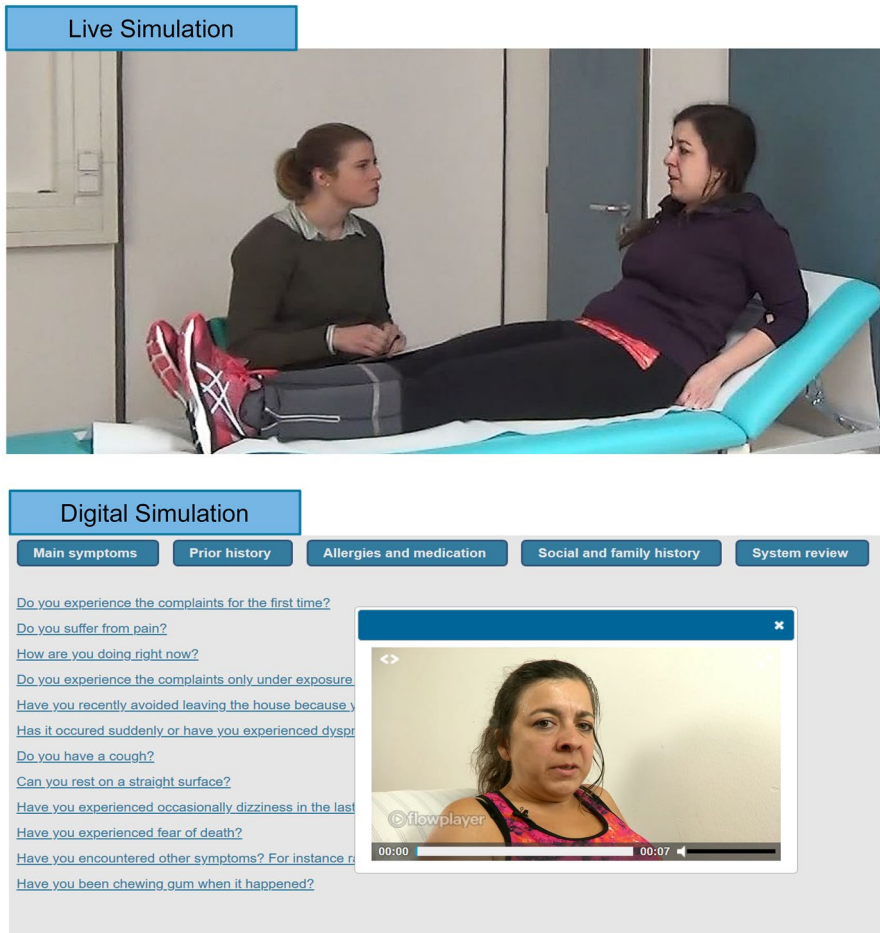 Live Simulation
Digital Simulation
Main symptoms Prior history Allergies and medication Social and family history System review
Do you experience the complaints for the first time?
Do you suffer from pain?
How are you doing right now?
Do you experience the complaints only under exposure
Have you recently avoided leaving the house because
Has it occured suddenly or have you experienced
Do you have a cough?
Can you rest on a straight surface?
Have you experienced occasionally dizziness in the last
Have you experienced fear of death?
Have you encountered other symptoms? For instance
Have you been chewing gum when it happened?
flowplayer
00:00 00:07